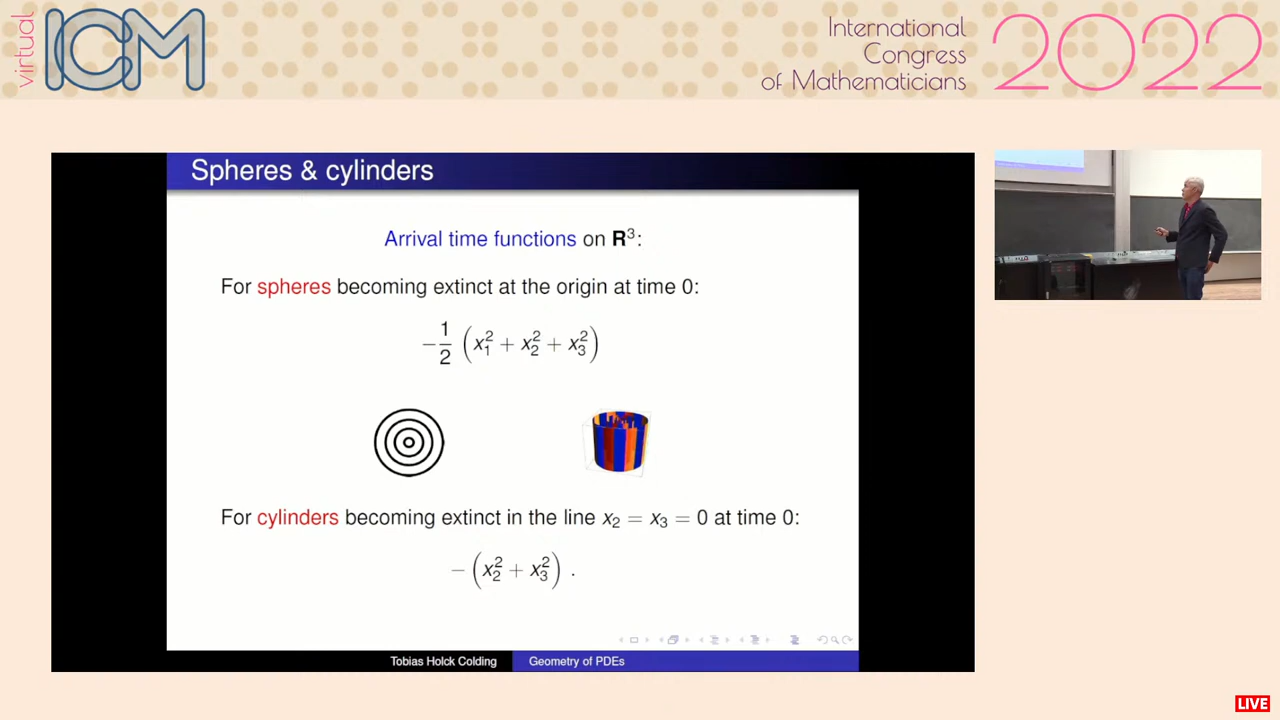 virtual
ICM
International
Congress
of Mathematicians
2022
Spheres & cylinders
Arrival time functions on R³:
For spheres becoming extinct at the origin at time 0:
−1/2 (x₁² + x₂² + x₃²)
For cylinders becoming extinct in the line x₂ = x₃ = 0 at time 0:
−(x₂² + x₃²) .
Tobias Holck Colding
Geometry of PDEs
LIVE